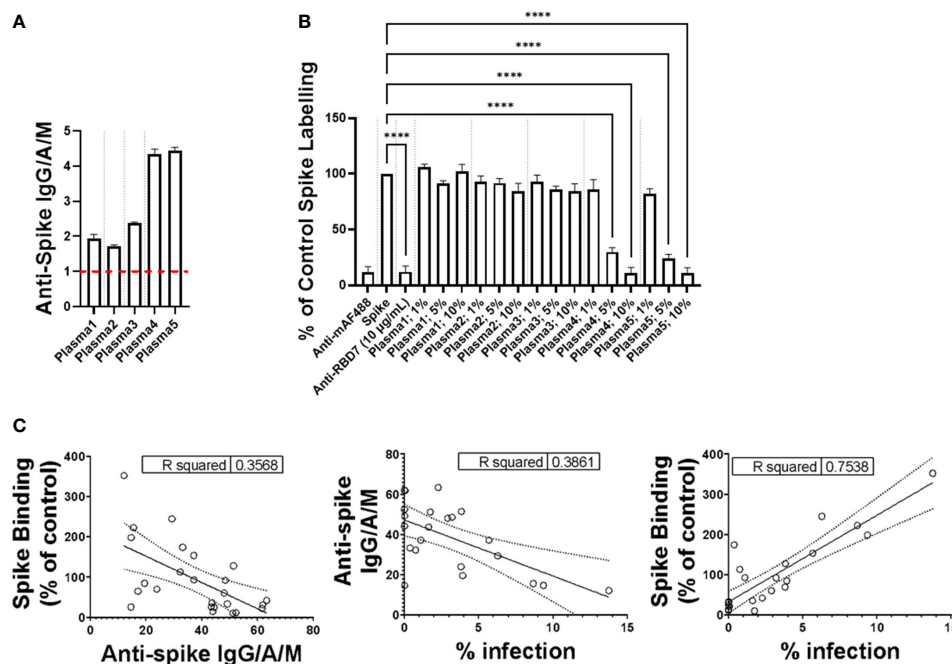 A
B
Anti-Spike IgG/A/M
5
4
3
2
1
0
Plasma1
Plasma2
Plasma3
Plasma4
Plasma5
% of Control Spike Labelling
150
100
50
0
****
****
****
****
****
Anti-mAF488
Spike
Anti-RBD7 (10 µg/mL)
Plasma1; 1%
Plasma1; 5%
Plasma1; 10%
Plasma2; 1%
Plasma2; 5%
Plasma2; 10%
Plasma3; 1%
Plasma3; 5%
Plasma3; 10%
Plasma4; 1%
Plasma4; 5%
Plasma4; 10%
Plasma5; 1%
Plasma5; 5%
Plasma5; 10%
C
Spike Binding
(% of control)
400
300
200
100
0
R squared 0.3568
0 20 40 60 80
Anti-spike IgG/A/M
Anti-spike
IgG/A/M
80
60
40
20
0
R squared 0.3861
0 5 10 15
% infection
Spike Binding
(% of control)
400
300
200
100
0
R squared 0.7538
0 5 10 15
% infection